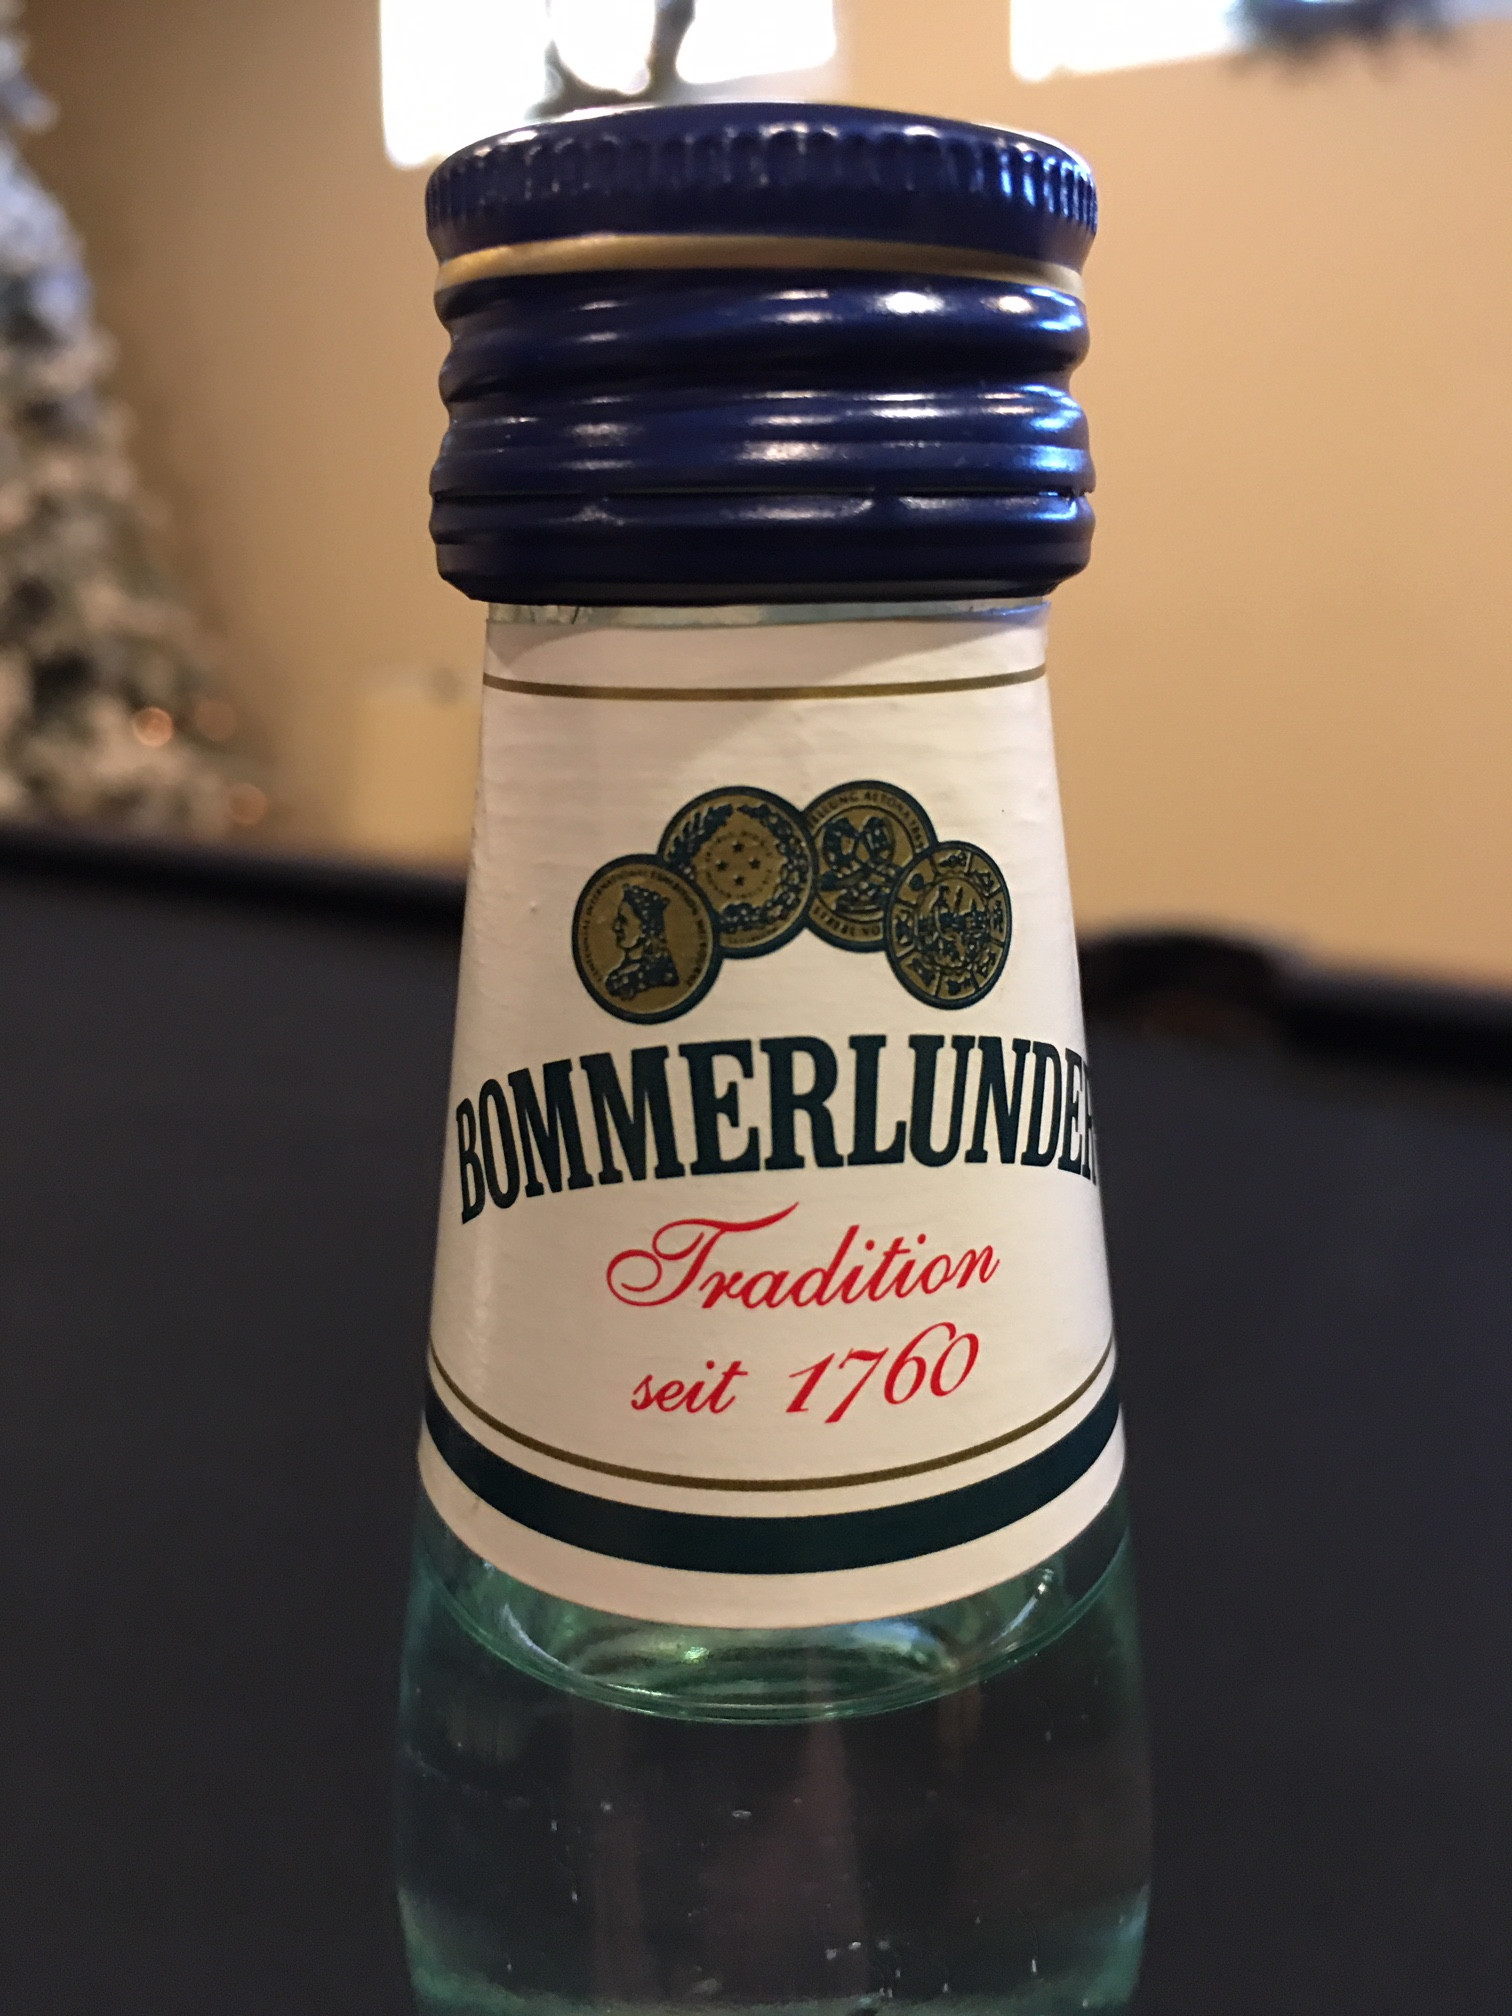 BOMMERLUNDER
Tradition
seit 1760